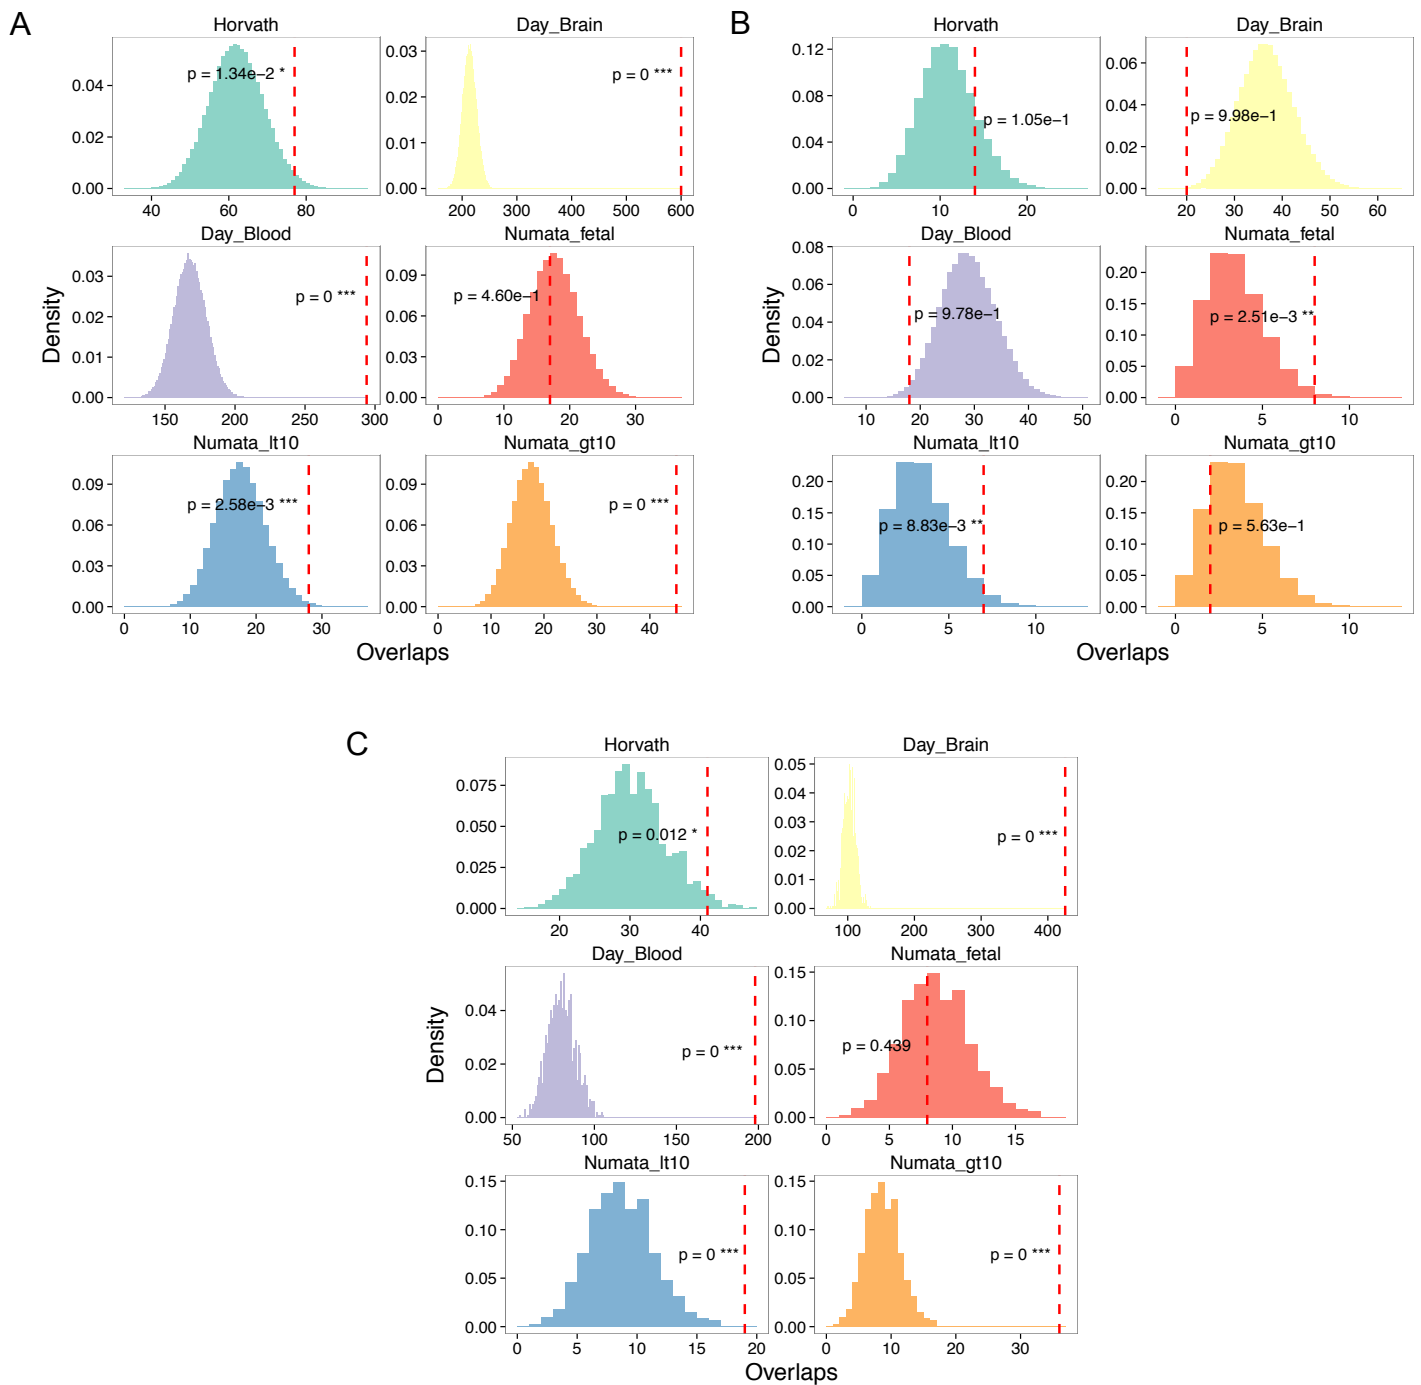 A
Horvath
p = 1.34e−2 *
0.04
0.02
0.00
40 60 80
Day_Brain
p = 0 ***
0.03
0.02
0.01
0.00
200 300 400 500 600
Day_Blood
p = 0 ***
0.03
0.02
0.01
0.00
150 200 250 300
Numata_fetal
p = 4.60e−1
0.09
0.06
0.03
0.00
0 10 20 30
Numata_lt10
p = 2.58e−3 ***
0.09
0.06
0.03
0.00
0 10 20 30
Numata_gt10
p = 0 ***
0.09
0.06
0.03
0.00
0 10 20 30 40
Density
Overlaps
B
Horvath
p = 1.05e−1
0.12
0.08
0.04
0.00
0 10 20
Day_Brain
p = 9.98e−1
0.06
0.04
0.02
0.00
20 30 40 50 60
Day_Blood
p = 9.78e−1
0.08
0.06
0.04
0.02
0.00
10 20 30 40 50
Numata_fetal
p = 2.51e−3 **
0.20
0.15
0.10
0.05
0.00
0 5 10
Numata_lt10
p = 8.83e−3 **
0.20
0.15
0.10
0.05
0.00
0 5 10
Numata_gt10
p = 5.63e−1
0.20
0.15
0.10
0.05
0.00
0 5 10
Density
Overlaps
C
Horvath
p = 0.012 *
0.075
0.050
0.025
0.000
20 30 40
Day_Brain
p = 0 ***
0.05
0.04
0.03
0.02
0.01
0.00
100 200 300 400
Day_Blood
p = 0 ***
0.04
0.02
0.00
50 100 150 200
Numata_fetal
p = 0.439
0.15
0.10
0.05
0.00
0 5 10 15
Numata_lt10
p = 0 ***
0.15
0.10
0.05
0.00
0 5 10 15 20
Numata_gt10
p = 0 ***
0.15
0.10
0.05
0.00
0 10 20 30
Density
Overlaps